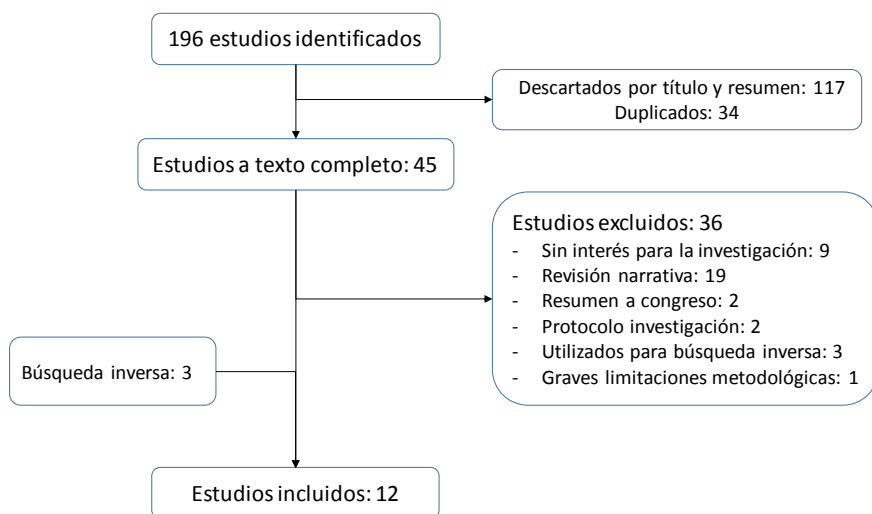 196 estudios identificados
Descartados por título y resumen: 117
Duplicados: 34
Estudios a texto completo: 45
Estudios excluidos: 36
- Sin interés para la investigación: 9
- Revisión narrativa: 19
- Resumen a congreso: 2
- Protocolo investigación: 2
- Utilizados para búsqueda inversa: 3
- Graves limitaciones metodológicas: 1
Búsqueda inversa: 3
Estudios incluidos: 12